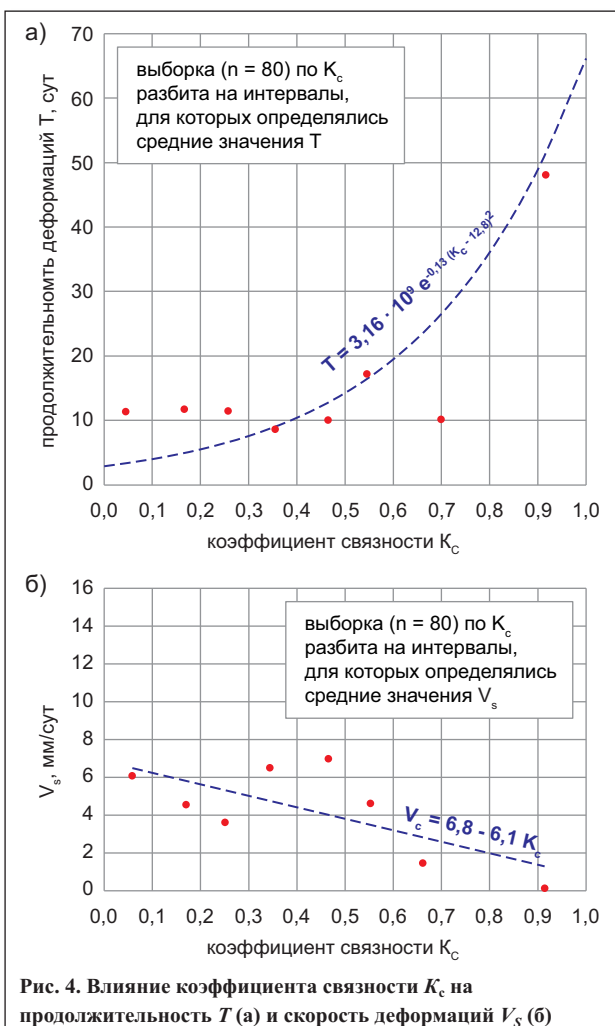 а)
70
60
50
40
30
20
10
0
продолжительномть деформаций T, сут
выборка (n = 80) по Kc
разбита на интервалы,
для которых определялись
средние значения T
T = 3,16 · 10⁹ e^-0,13 (Kc - 12,8)²
0,0 0,1 0,2 0,3 0,4 0,5 0,6 0,7 0,8 0,9 1,0
коэффициент связности KC
б)
16
14
12
10
8
6
4
2
0
Vs, мм/сут
выборка (n = 80) по Kc
разбита на интервалы,
для которых определялись
средние значения Vs
Vc = 6,8 - 6,1 Kc
0,0 0,1 0,2 0,3 0,4 0,5 0,6 0,7 0,8 0,9 1,0
коэффициент связности KC
Рис. 4. Влияние коэффициента связности Kc на
продолжительность T (а) и скорость деформаций VS (б)